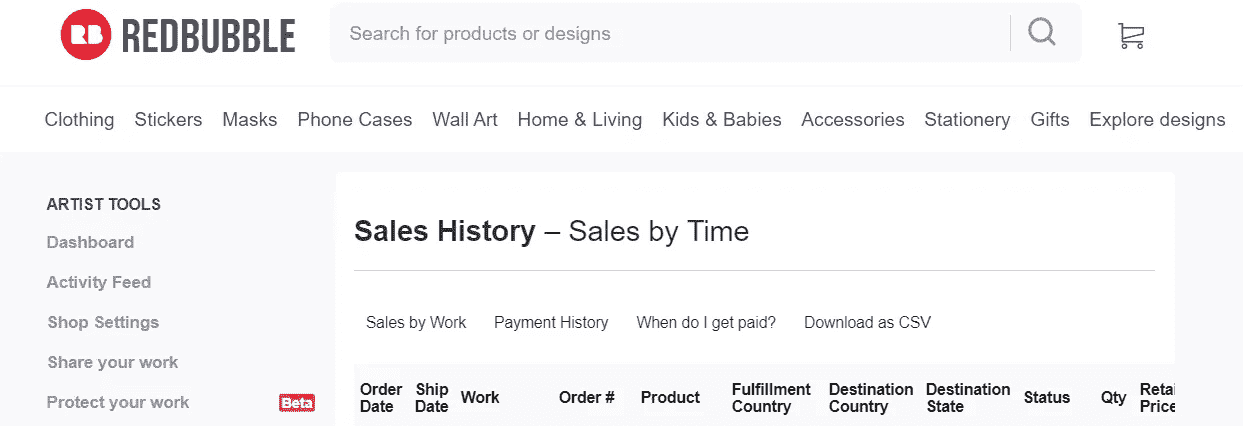 RB REDBUBBLE
Search for products or designs
Clothing Stickers Masks Phone Cases Wall Art Home & Living Kids & Babies Accessories Stationery Gifts Explore designs
ARTIST TOOLS
Dashboard
Activity Feed
Shop Settings
Share your work
Protect your work Beta
Sales History – Sales by Time
Sales by Work Payment History When do I get paid? Download as CSV
Order Ship Work Order # Product Fulfillment Destination Destination Status Qty Retai
Date Date Country Country State Price